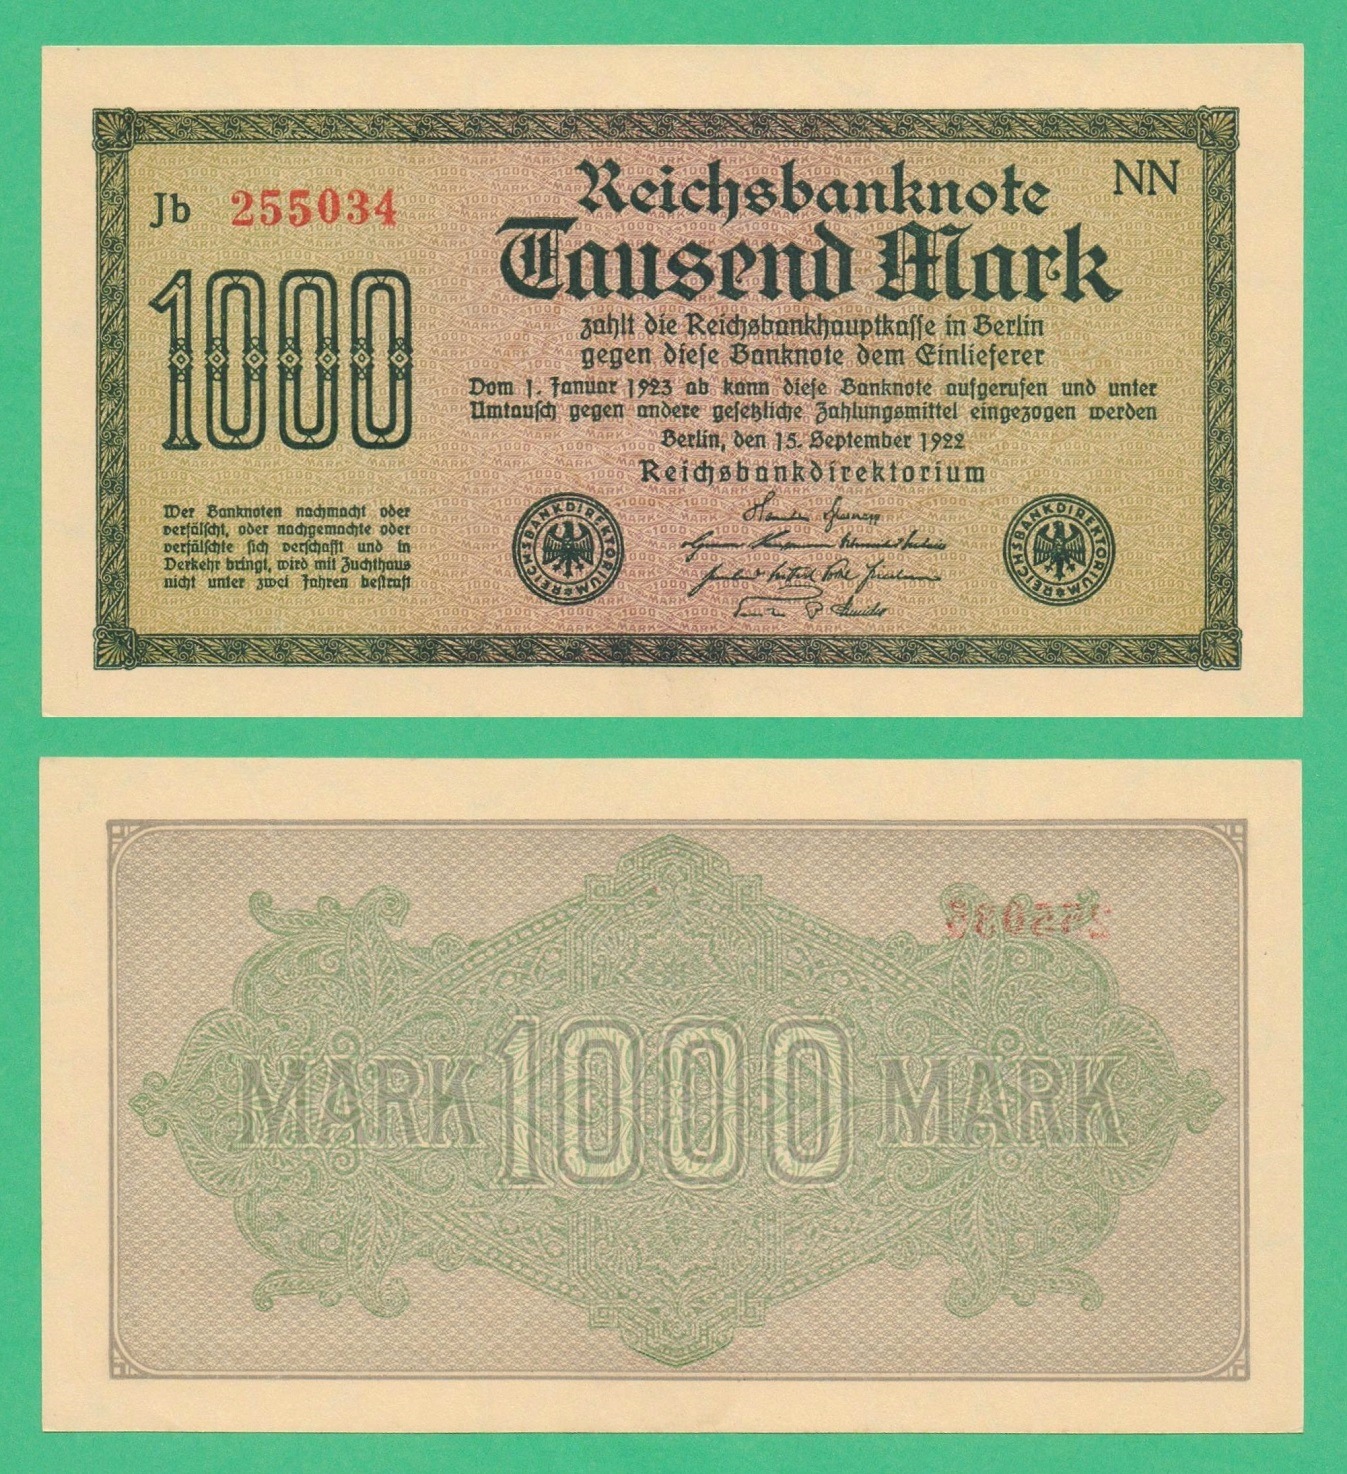 Jb 255034
NN
1000
Reichsbanknote
Tausend Mark
zahlt die Reichsbankhauptkasse in Berlin
gegen diese Banknote dem Einlieferer
Vom 1. Januar 1923 ab kann diese Banknote aufgerufen und unter
Umtausch gegen andere gesetzliche Zahlungsmittel eingezogen werden
Berlin, den 15. September 1922
Reichsbankdirektorium
Wer Banknoten nachmacht oder
verfälscht, oder nachgemachte oder
verfälschte sich verschafft und in
Verkehr bringt, wird mit Zuchthaus
nicht unter zwei Jahren bestraft
REICHSBANKDIREKTORIUM
REICHSBANKDIREKTORIUM
MARK 1000 MARK